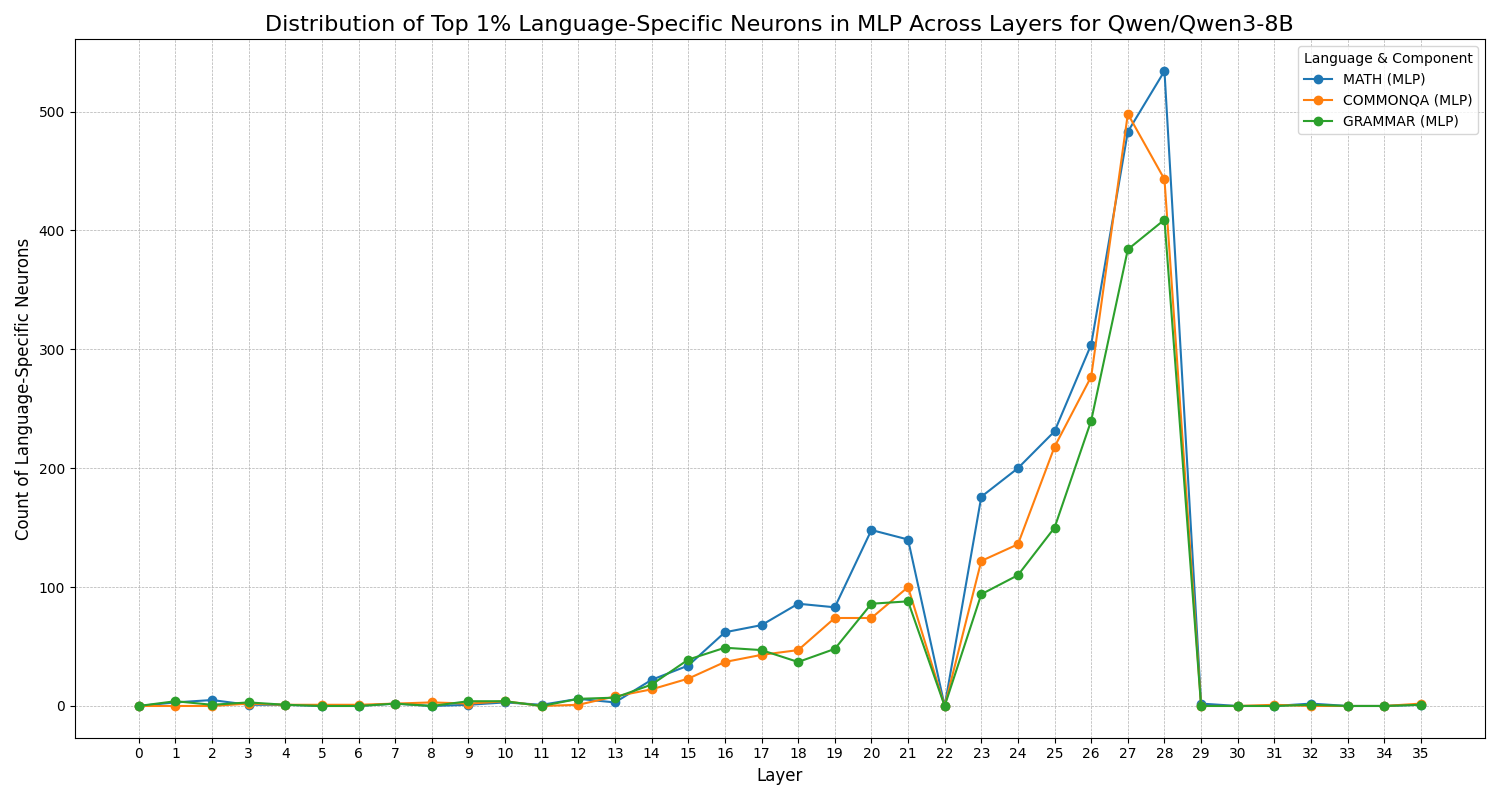 Distribution of Top 1% Language-Specific Neurons in MLP Across Layers for Qwen/Qwen3-8B
Language & Component
MATH (MLP)
COMMONQA (MLP)
GRAMMAR (MLP)
Count of Language-Specific Neurons
500
400
300
200
100
0
0 1 2 3 4 5 6 7 8 9 10 11 12 13 14 15 16 17 18 19 20 21 22 23 24 25 26 27 28 29 30 31 32 33 34 35
Layer